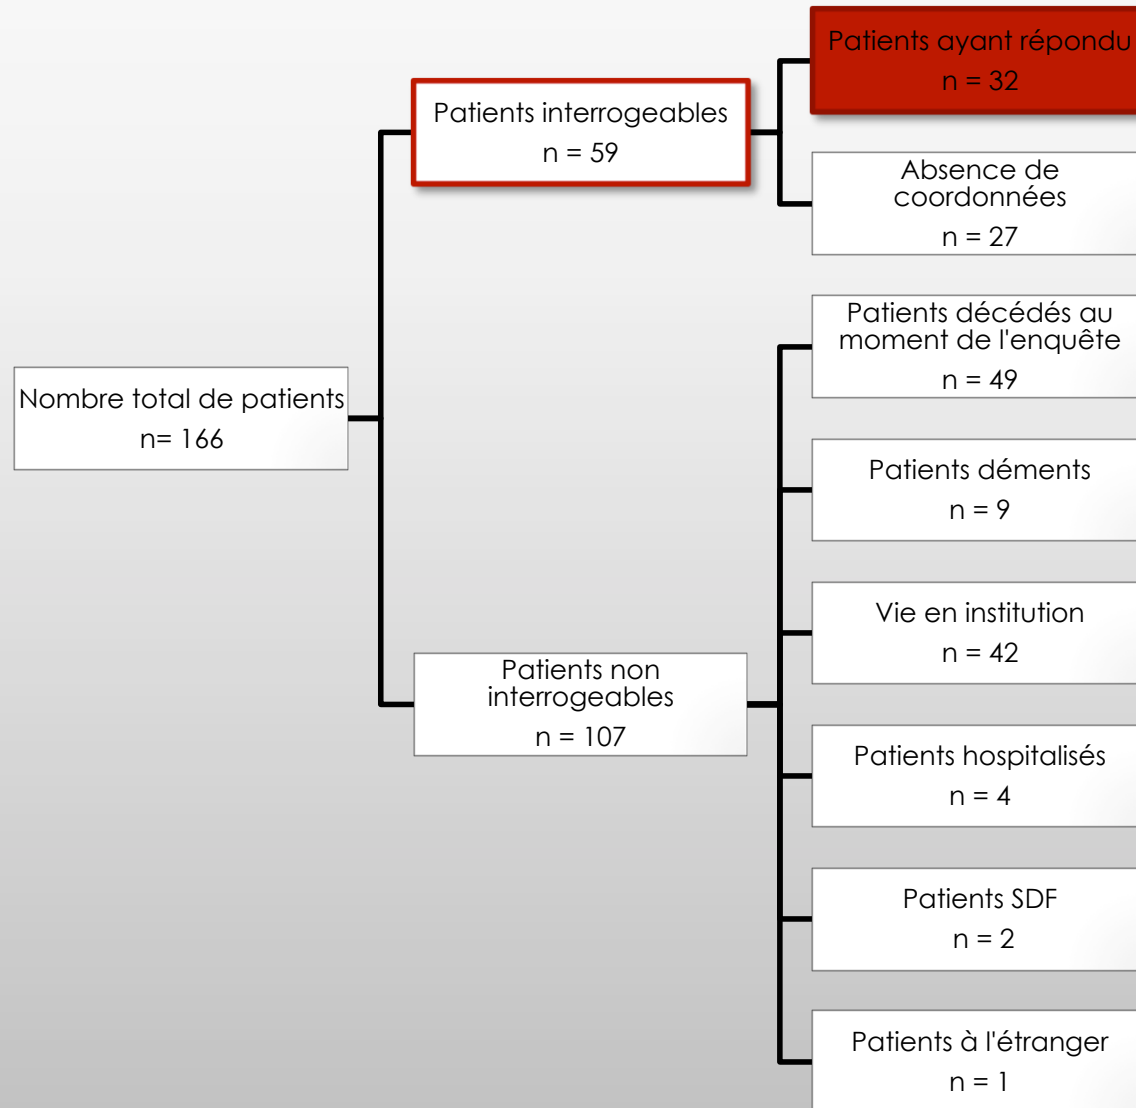 Nombre total de patients
n= 166
Patients interrogeables
n = 59
Patients ayant répondu
n = 32
Absence de
coordonnées
n = 27
Patients non
interrogeables
n = 107
Patients décédés au
moment de l'enquête
n = 49
Patients déments
n = 9
Vie en institution
n = 42
Patients hospitalisés
n = 4
Patients SDF
n = 2
Patients à l'étranger
n = 1